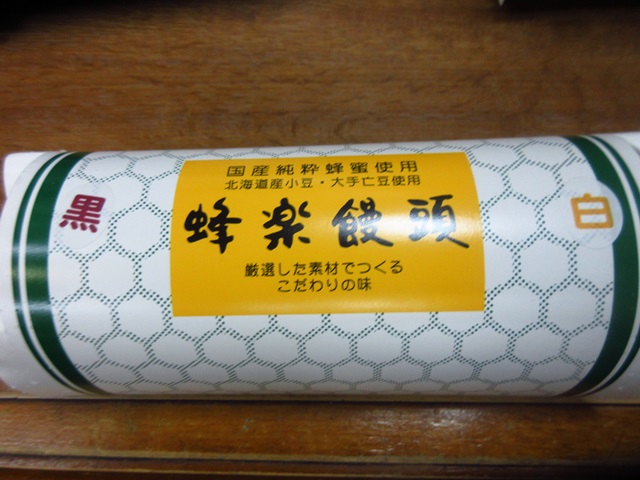 国産純粋蜂蜜使用
北海道産小豆・大手亡豆使用
蜂楽饅頭
厳選した素材でつくる
こだわりの味
黒
白